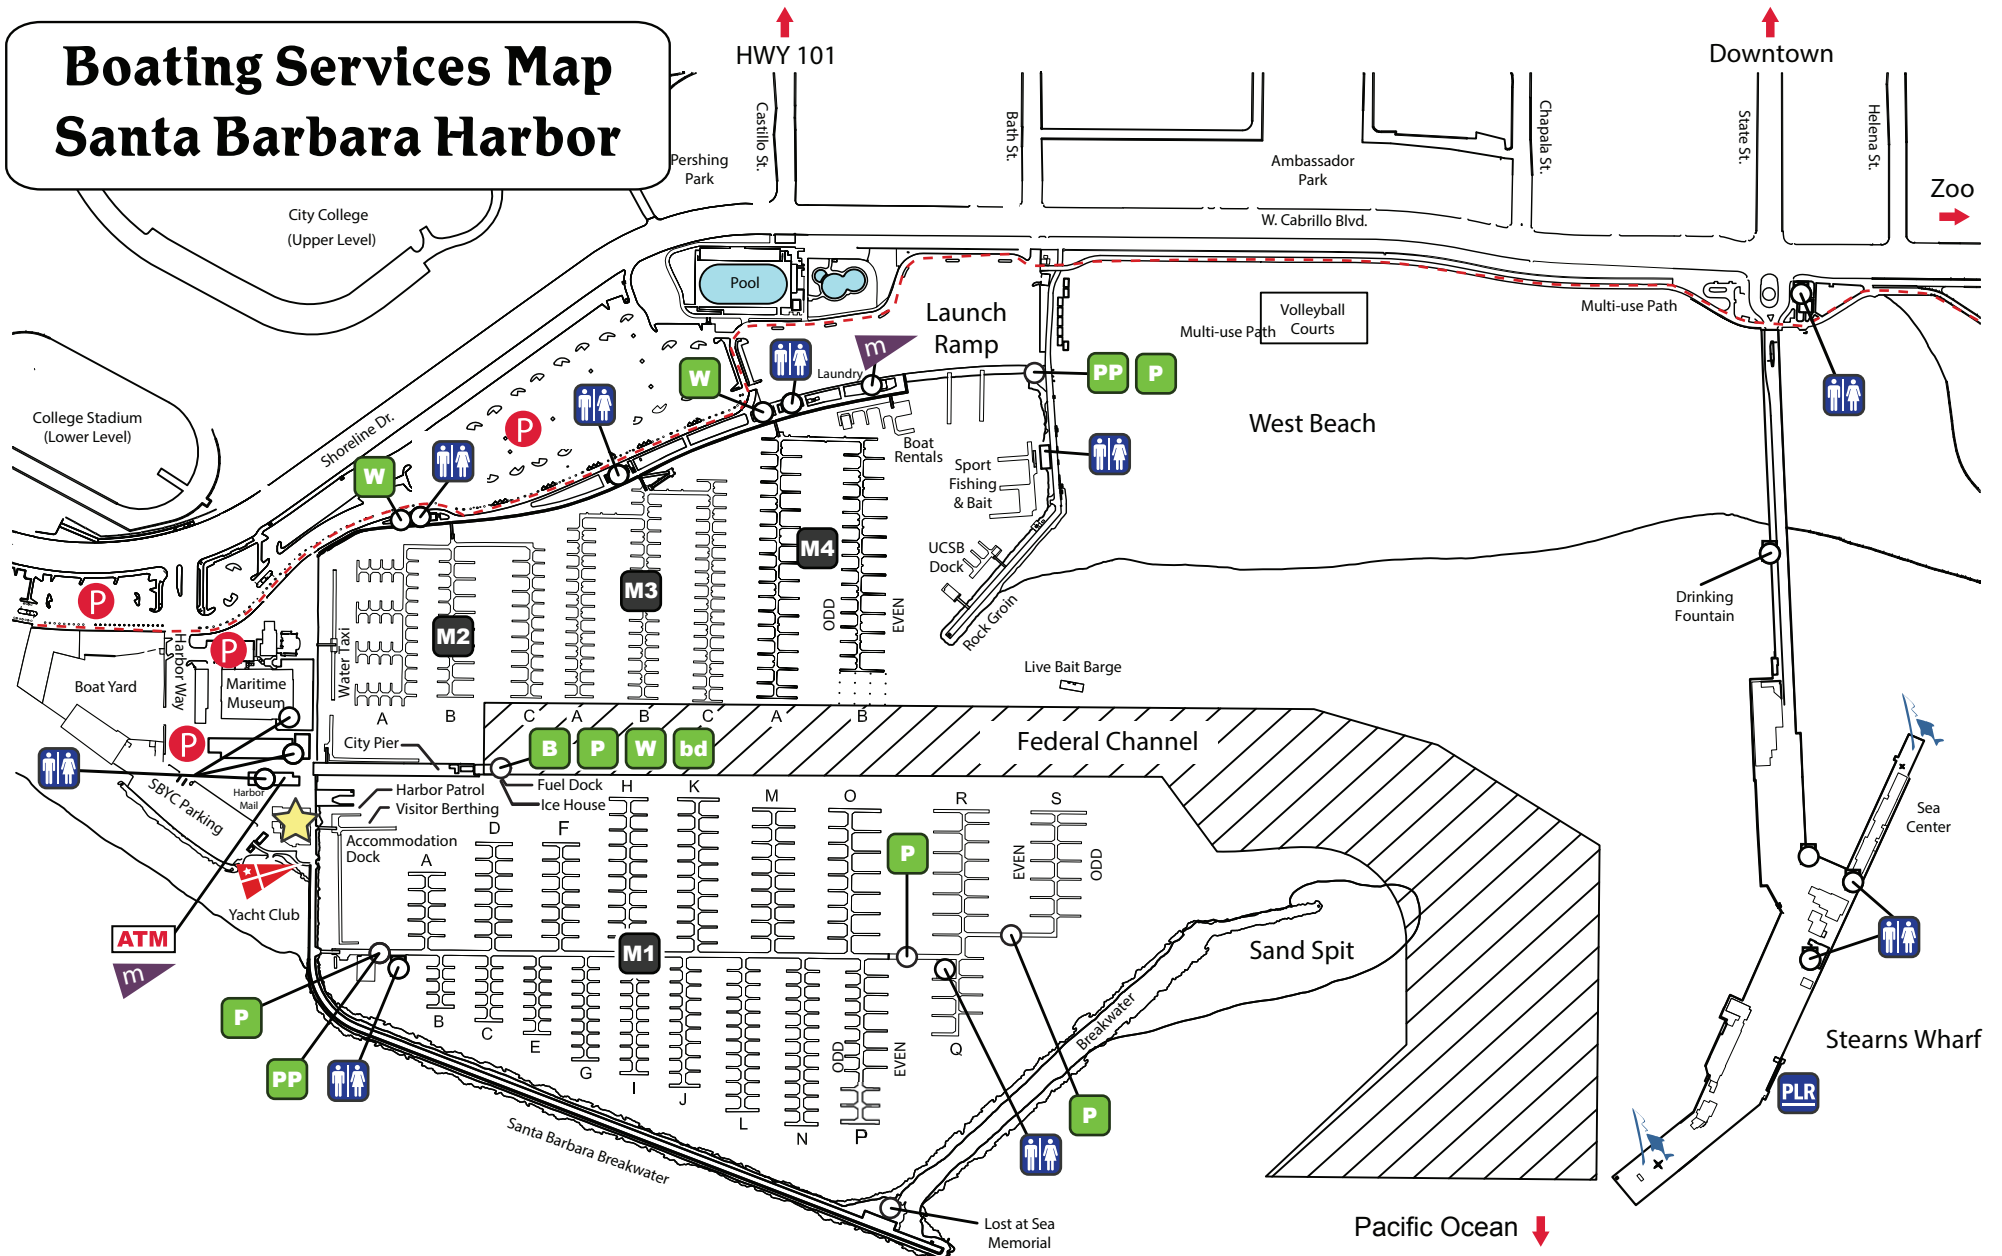 Boating Services Map
Santa Barbara Harbor
HWY 101
Downtown
Zoo
Castillo St.
Bath St.
Chapala St.
State St.
Helena St.
Pershing
Park
Ambassador
Park
W. Cabrillo Blvd.
City College
(Upper Level)
Pool
Launch
Ramp
Volleyball
Courts
Multi-use Path
Multi-use Path
m
Laundry
W
PP
P
College Stadium
(Lower Level)
Shoreline Dr.
P
W
Boat
Rentals
Sport
Fishing
& Bait
West Beach
M4
UCSB
Dock
M3
M2
ODD
EVEN
Rock Groin
Drinking
Fountain
P
P
Harbor Way
Water Taxi
Boat Yard
Maritime
Museum
Live Bait Barge
A
B
C
A
B
C
A
B
P
City Pier
B
P
W
bd
Federal Channel
SBYC Parking
Harbor
Mail
Harbor Patrol
Visitor Berthing
Fuel Dock
Ice House
Accommodation
Dock
A
D
F
H
K
M
O
R
S
EVEN
ODD
P
Sea
Center
Yacht Club
ATM
m
M1
Sand Spit
P
PP
B
C
E
G
I
J
L
N
P
Q
ODD
EVEN
Breakwater
P
Stearns Wharf
PLR
Santa Barbara Breakwater
Lost at Sea
Memorial
Pacific Ocean